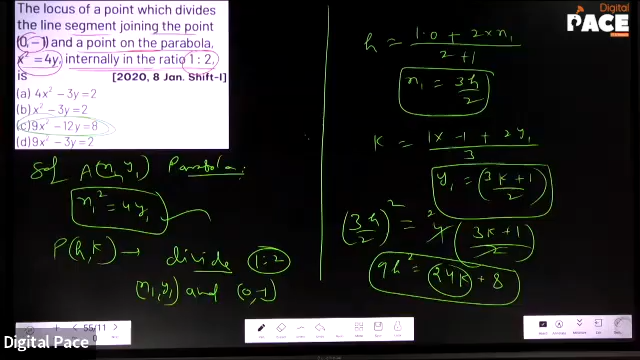 The locus of a point which divides
the line segment joining the point
(0, −1) and a point on the parabola,
x² = 4y, internally in the ratio 1 : 2,
is [2020, 8 Jan. Shift-I]
(a) 4x² − 3y = 2
(b) x² − 3y = 2
(c) 9x² − 12y = 8
(d) 9x² − 3y = 2
Sol A(x₁, y₁) Parabola
x₁² = 4y₁
P(h, k) → divide 1:2
(x₁, y₁) and (0, -1)
h = (1·0 + 2×x₁)/(2 + 1)
x₁ = 3h/2
k = (1×-1 + 2y₁)/3
y₁ = (3k+1/2)
(3h/2)² = 4(3k+1/2)
9h² = 24k + 8
Digital
PACE
55/11
0
Digital Pace